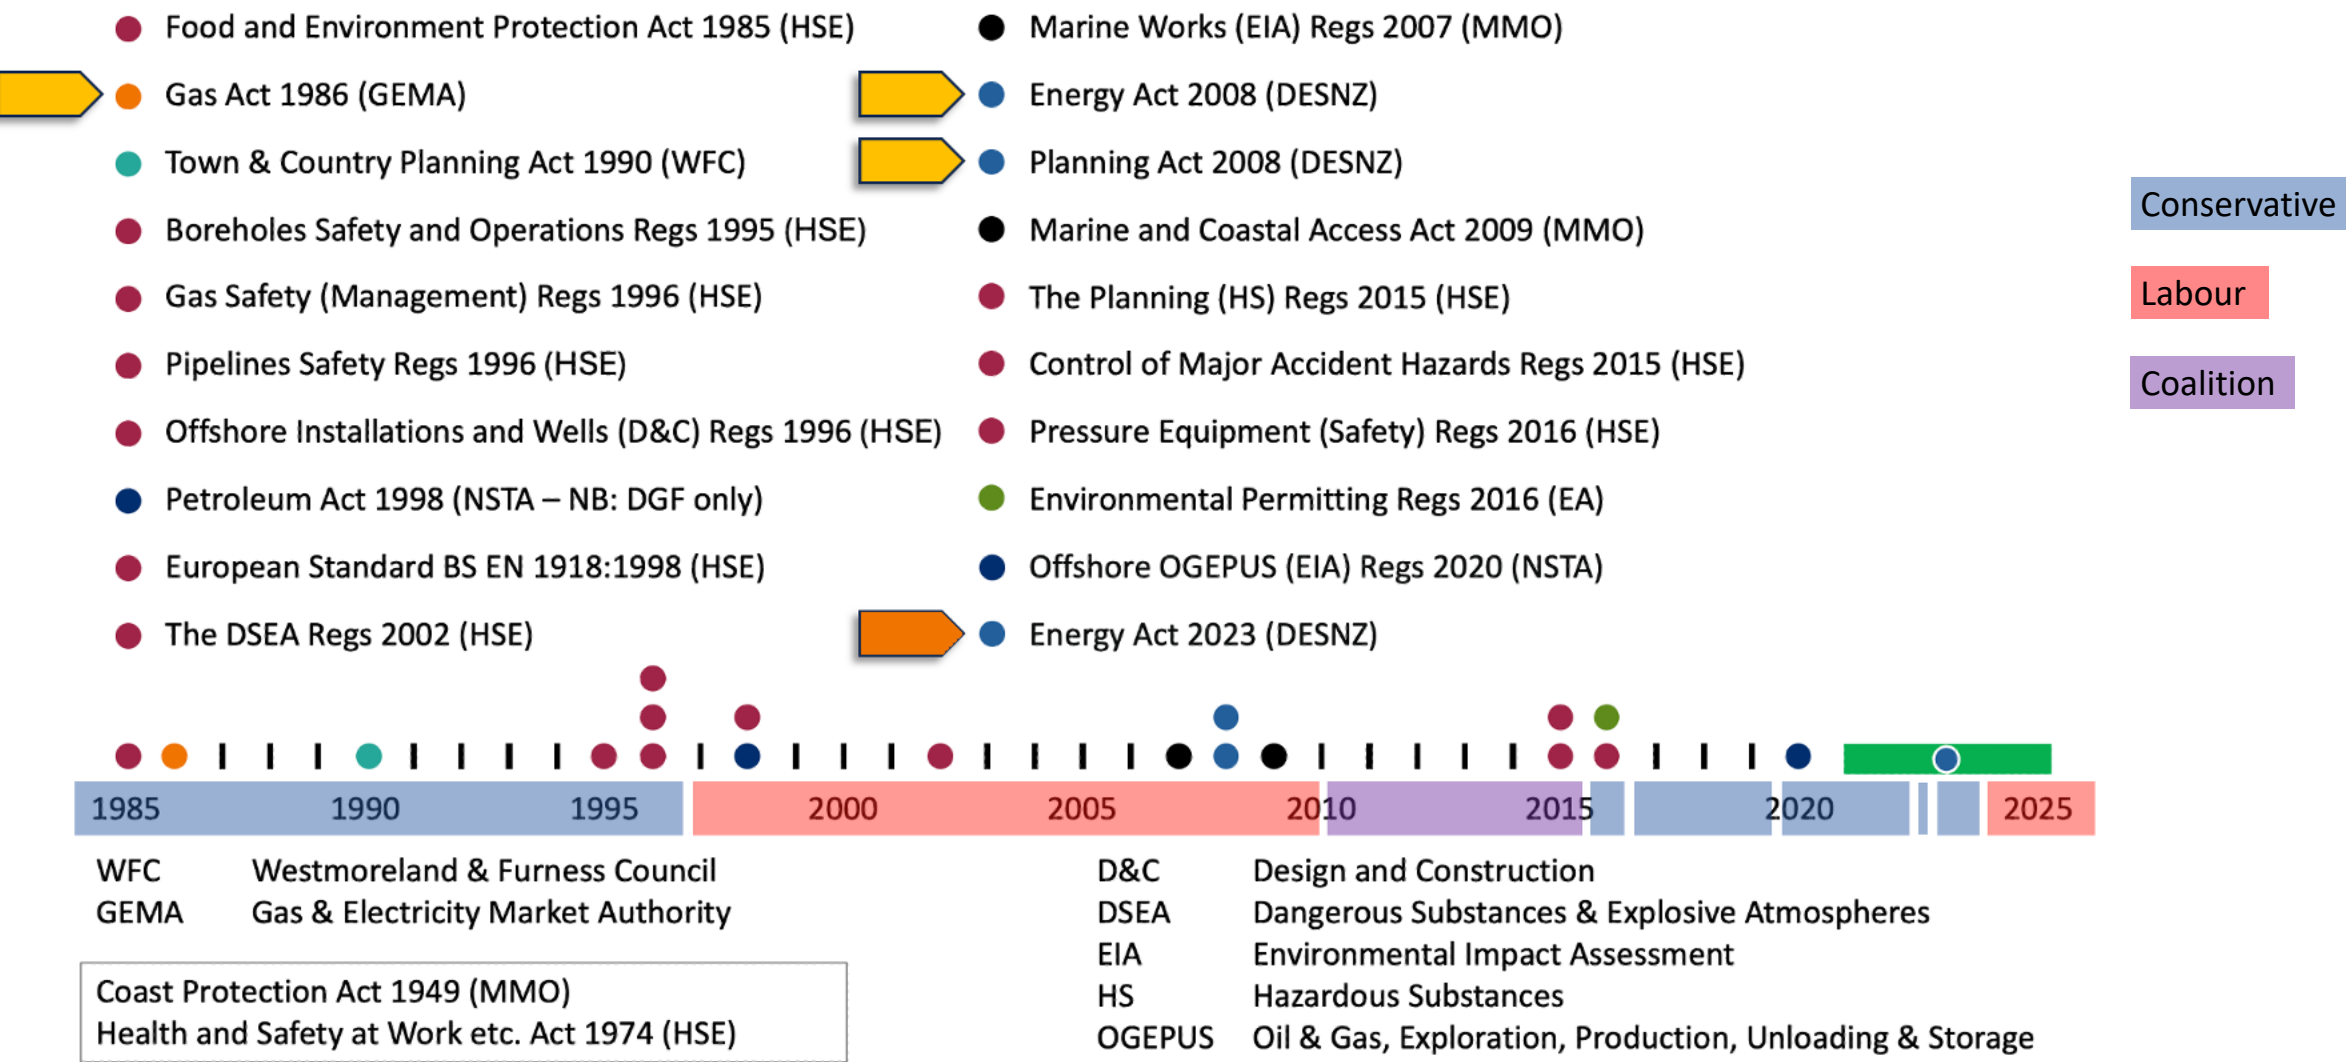 Food and Environment Protection Act 1985 (HSE)
Gas Act 1986 (GEMA)
Town & Country Planning Act 1990 (WFC)
Boreholes Safety and Operations Regs 1995 (HSE)
Gas Safety (Management) Regs 1996 (HSE)
Pipelines Safety Regs 1996 (HSE)
Offshore Installations and Wells (D&C) Regs 1996 (HSE)
Petroleum Act 1998 (NSTA – NB: DGF only)
European Standard BS EN 1918:1998 (HSE)
The DSEA Regs 2002 (HSE)
Marine Works (EIA) Regs 2007 (MMO)
Energy Act 2008 (DESNZ)
Planning Act 2008 (DESNZ)
Marine and Coastal Access Act 2009 (MMO)
The Planning (HS) Regs 2015 (HSE)
Control of Major Accident Hazards Regs 2015 (HSE)
Pressure Equipment (Safety) Regs 2016 (HSE)
Environmental Permitting Regs 2016 (EA)
Offshore OGEPUS (EIA) Regs 2020 (NSTA)
Energy Act 2023 (DESNZ)
Conservative
Labour
Coalition
1985 1990 1995 2000 2005 2010 2015 2020 2025
WFC Westmoreland & Furness Council
GEMA Gas & Electricity Market Authority
Coast Protection Act 1949 (MMO)
Health and Safety at Work etc. Act 1974 (HSE)
D&C Design and Construction
DSEA Dangerous Substances & Explosive Atmospheres
EIA Environmental Impact Assessment
HS Hazardous Substances
OGEPUS Oil & Gas, Exploration, Production, Unloading & Storage